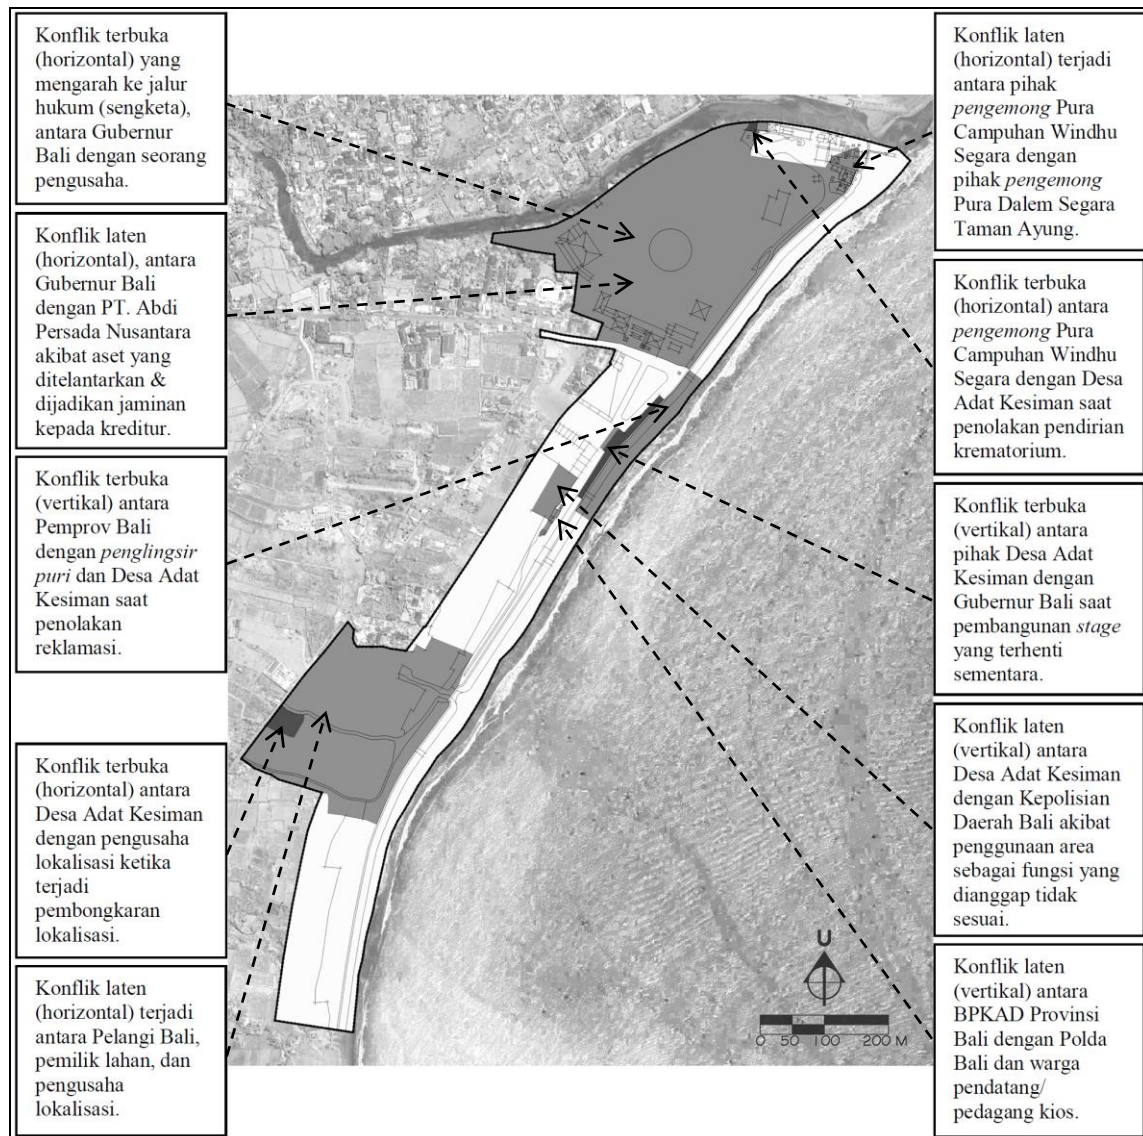 Konflik terbuka
(horizontal) yang
mengarah ke jalur
hukum (sengketa),
antara Gubernur
Bali dengan seorang
pengusaha.
Konflik laten
(horizontal), antara
Gubernur Bali
dengan PT. Abdi
Persada Nusantara
akibat aset yang
ditelantarkan &
dijadikan jaminan
kepada kreditur.
Konflik terbuka
(vertikal) antara
Pemprov Bali
dengan penglingsir
puri dan Desa Adat
Kesiman saat
penolakan
reklamasi.
Konflik terbuka
(horizontal) antara
Desa Adat Kesiman
dengan pengusaha
lokalisasi ketika
terjadi
pembongkaran
lokalisasi.
Konflik laten
(horizontal) terjadi
antara Pelangi Bali,
pemilik lahan, dan
pengusaha
lokalisasi.
Konflik laten
(horizontal) terjadi
antara pihak
pengemong Pura
Campuhan Windhu
Segara dengan
pihak pengemong
Pura Dalem Segara
Taman Ayung.
Konflik terbuka
(horizontal) antara
pengemong Pura
Campuhan Windhu
Segara dengan Desa
Adat Kesiman saat
penolakan pendirian
krematorium.
Konflik terbuka
(vertikal) antara
pihak Desa Adat
Kesiman dengan
Gubernur Bali saat
pembangunan stage
yang terhenti
sementara.
Konflik laten
(vertikal) antara
Desa Adat Kesiman
dengan Kepolisian
Daerah Bali akibat
penggunaan area
sebagai fungsi yang
dianggap tidak
sesuai.
Konflik laten
(vertikal) antara
BPKAD Provinsi
Bali dengan Polda
Bali dan warga
pendatang/
pedagang kios.
U
0 50 100 200 M